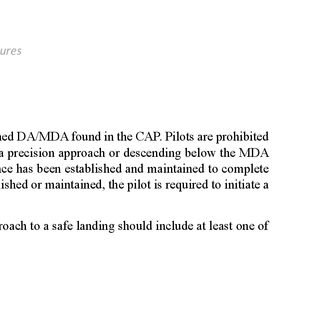 ures
ned DA/MDA found in the CAP. Pilots are prohibited
a precision approach or descending below the MDA
ce has been established and maintained to complete
ished or maintained, the pilot is required to initiate a
roach to a safe landing should include at least one of